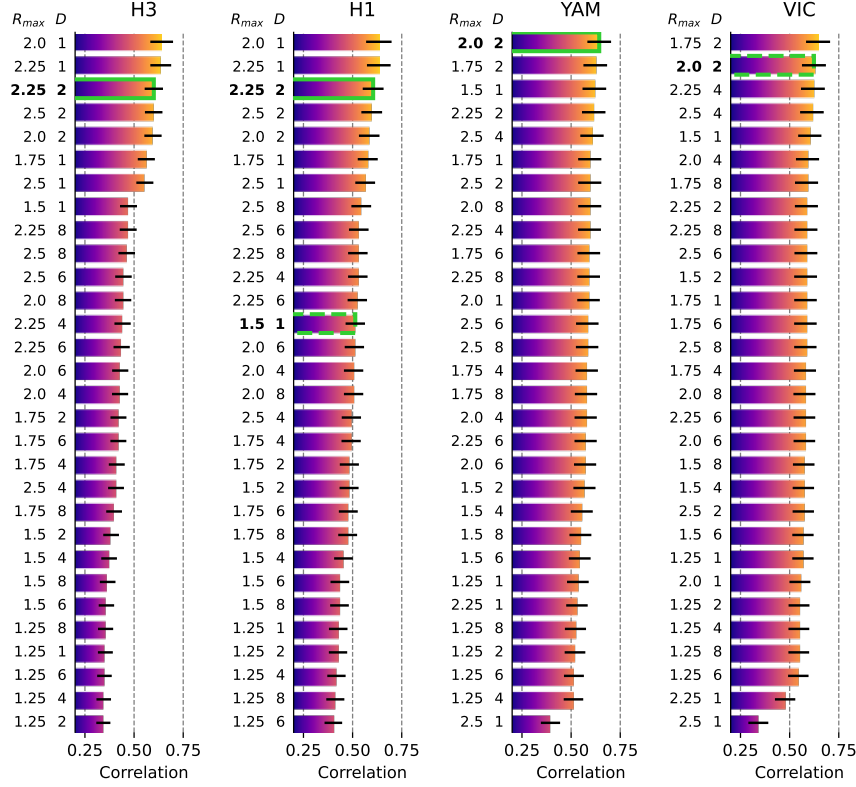 H3 H1 YAM VIC
R_max D R_max D R_max D R_max D
2.0 1 2.0 1 2.0 2 1.75 2
2.25 1 2.25 1 1.75 2 2.0 2
2.25 2 2.25 2 1.5 1 2.25 4
2.5 2 2.5 2 2.25 2 2.5 4
2.0 2 2.0 2 2.5 4 1.5 1
1.75 1 1.75 1 1.75 1 2.0 4
2.5 1 2.5 1 2.5 2 1.75 8
1.5 1 2.5 8 2.0 8 2.25 2
2.25 8 2.5 6 2.25 4 2.25 8
2.5 8 2.25 8 1.75 6 2.5 6
2.5 6 2.25 4 2.25 8 1.5 2
2.0 8 2.25 6 2.0 1 1.75 1
2.25 4 1.5 1 2.5 6 1.75 6
2.25 6 2.0 6 2.5 8 2.5 8
2.0 6 2.0 4 1.75 4 1.75 4
2.0 4 2.0 8 1.75 8 2.0 8
1.75 2 2.5 4 2.0 4 2.25 6
1.75 6 1.75 4 2.25 6 2.0 6
1.75 4 1.75 2 2.0 6 1.5 8
2.5 4 1.5 2 1.5 2 1.5 4
1.75 8 1.75 6 1.5 4 2.5 2
1.5 2 1.75 8 1.5 8 1.5 6
1.5 4 1.5 4 1.5 6 1.25 1
1.5 8 1.5 6 1.25 1 2.0 1
1.5 6 1.5 8 2.25 1 1.25 2
1.25 8 1.25 1 1.25 8 1.25 4
1.25 1 1.25 2 1.25 2 1.25 8
1.25 6 1.25 4 1.25 6 1.25 6
1.25 4 1.25 8 1.25 4 2.25 1
1.25 2 1.25 6 2.5 1 2.5 1
0.25 0.50 0.75 0.25 0.50 0.75 0.25 0.50 0.75 0.25 0.50 0.75
Correlation Correlation Correlation Correlation